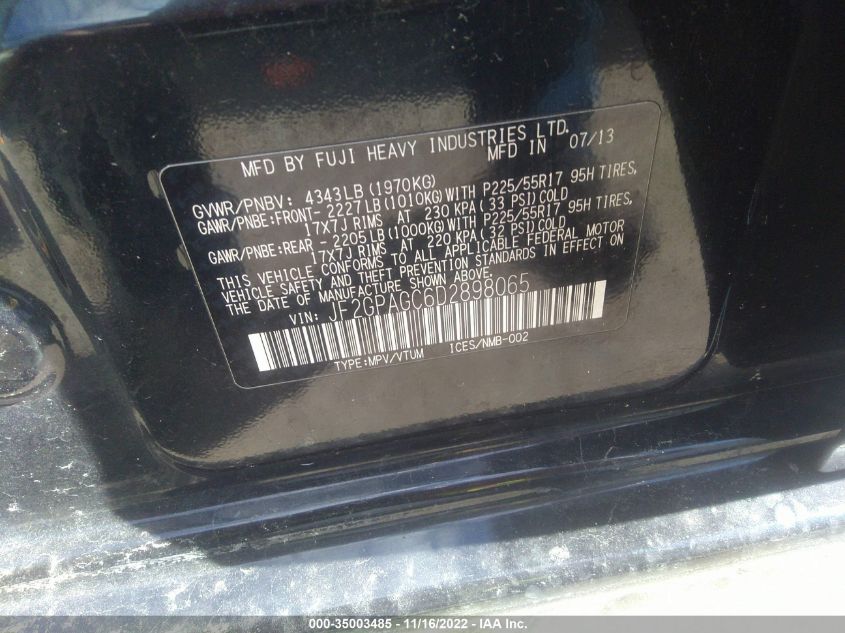 MFD BY FUJI HEAVY INDUSTRIES LTD.
MFD IN 07/13
GVWR/PNBV: 4343LB(1970KG)
GAWR/PNBE:FRONT-2227LB(1010KG)WITH P225/55R17 95H TIRES,
17X7J RIMS AT 230 KPA(33 PSI)COLD
GAWR/PNBE:REAR -2205LB(1000KG)WITH P225/55R17 95H TIRES,
17X7J RIMS AT 220 KPA(32 PSI)COLD
THIS VEHICLE CONFORMS TO ALL APPLICABLE FEDERAL MOTOR
VEHICLE SAFETY AND THEFT PREVENTION STANDARDS IN EFFECT ON
THE DATE OF MANUFACTURE SHOWN ABOVE.
VIN: JF2GPAGC6D2898065
TYPE:MPV/VTUM ICES/NMB-002
000-35003485 - 11/16/2022 - IAA Inc.